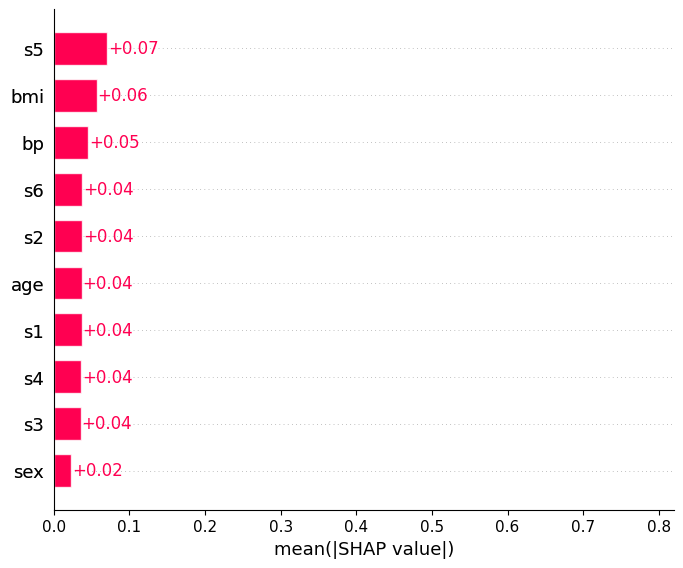 s5 +0.07
bmi +0.06
bp +0.05
s6 +0.04
s2 +0.04
age +0.04
s1 +0.04
s4 +0.04
s3 +0.04
sex +0.02
0.0 0.1 0.2 0.3 0.4 0.5 0.6 0.7 0.8
mean(|SHAP value|)